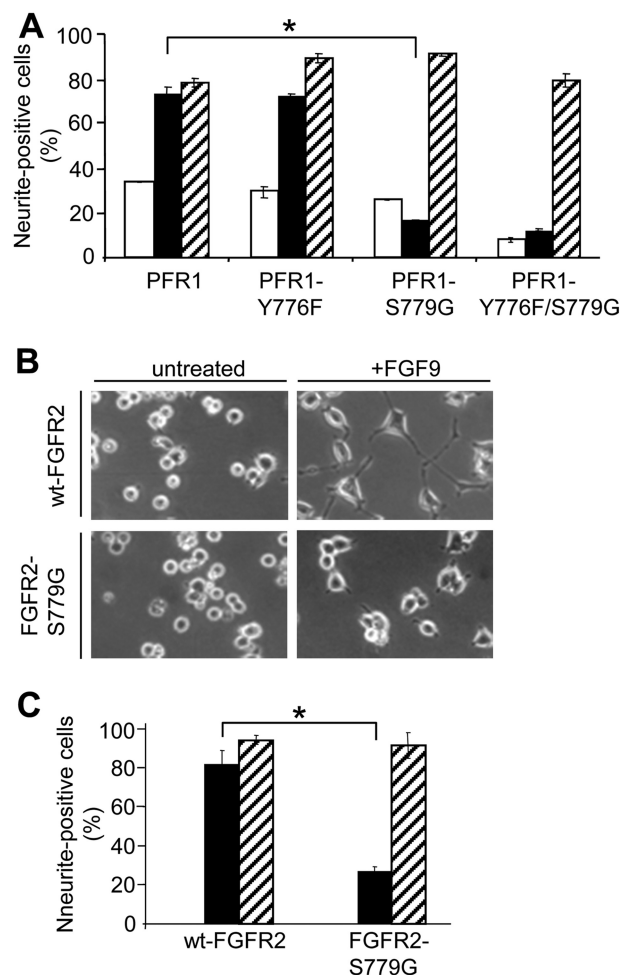 A
*
Neurite-positive cells
(%)
100
80
60
40
20
0
PFR1
PFR1-
Y776F
PFR1-
S779G
PFR1-
Y776F/S779G
B
untreated
+FGF9
wt-FGFR2
FGFR2-
S779G
C
*
Nneurite-positive cells
(%)
100
80
60
40
20
0
wt-FGFR2
FGFR2-
S779G